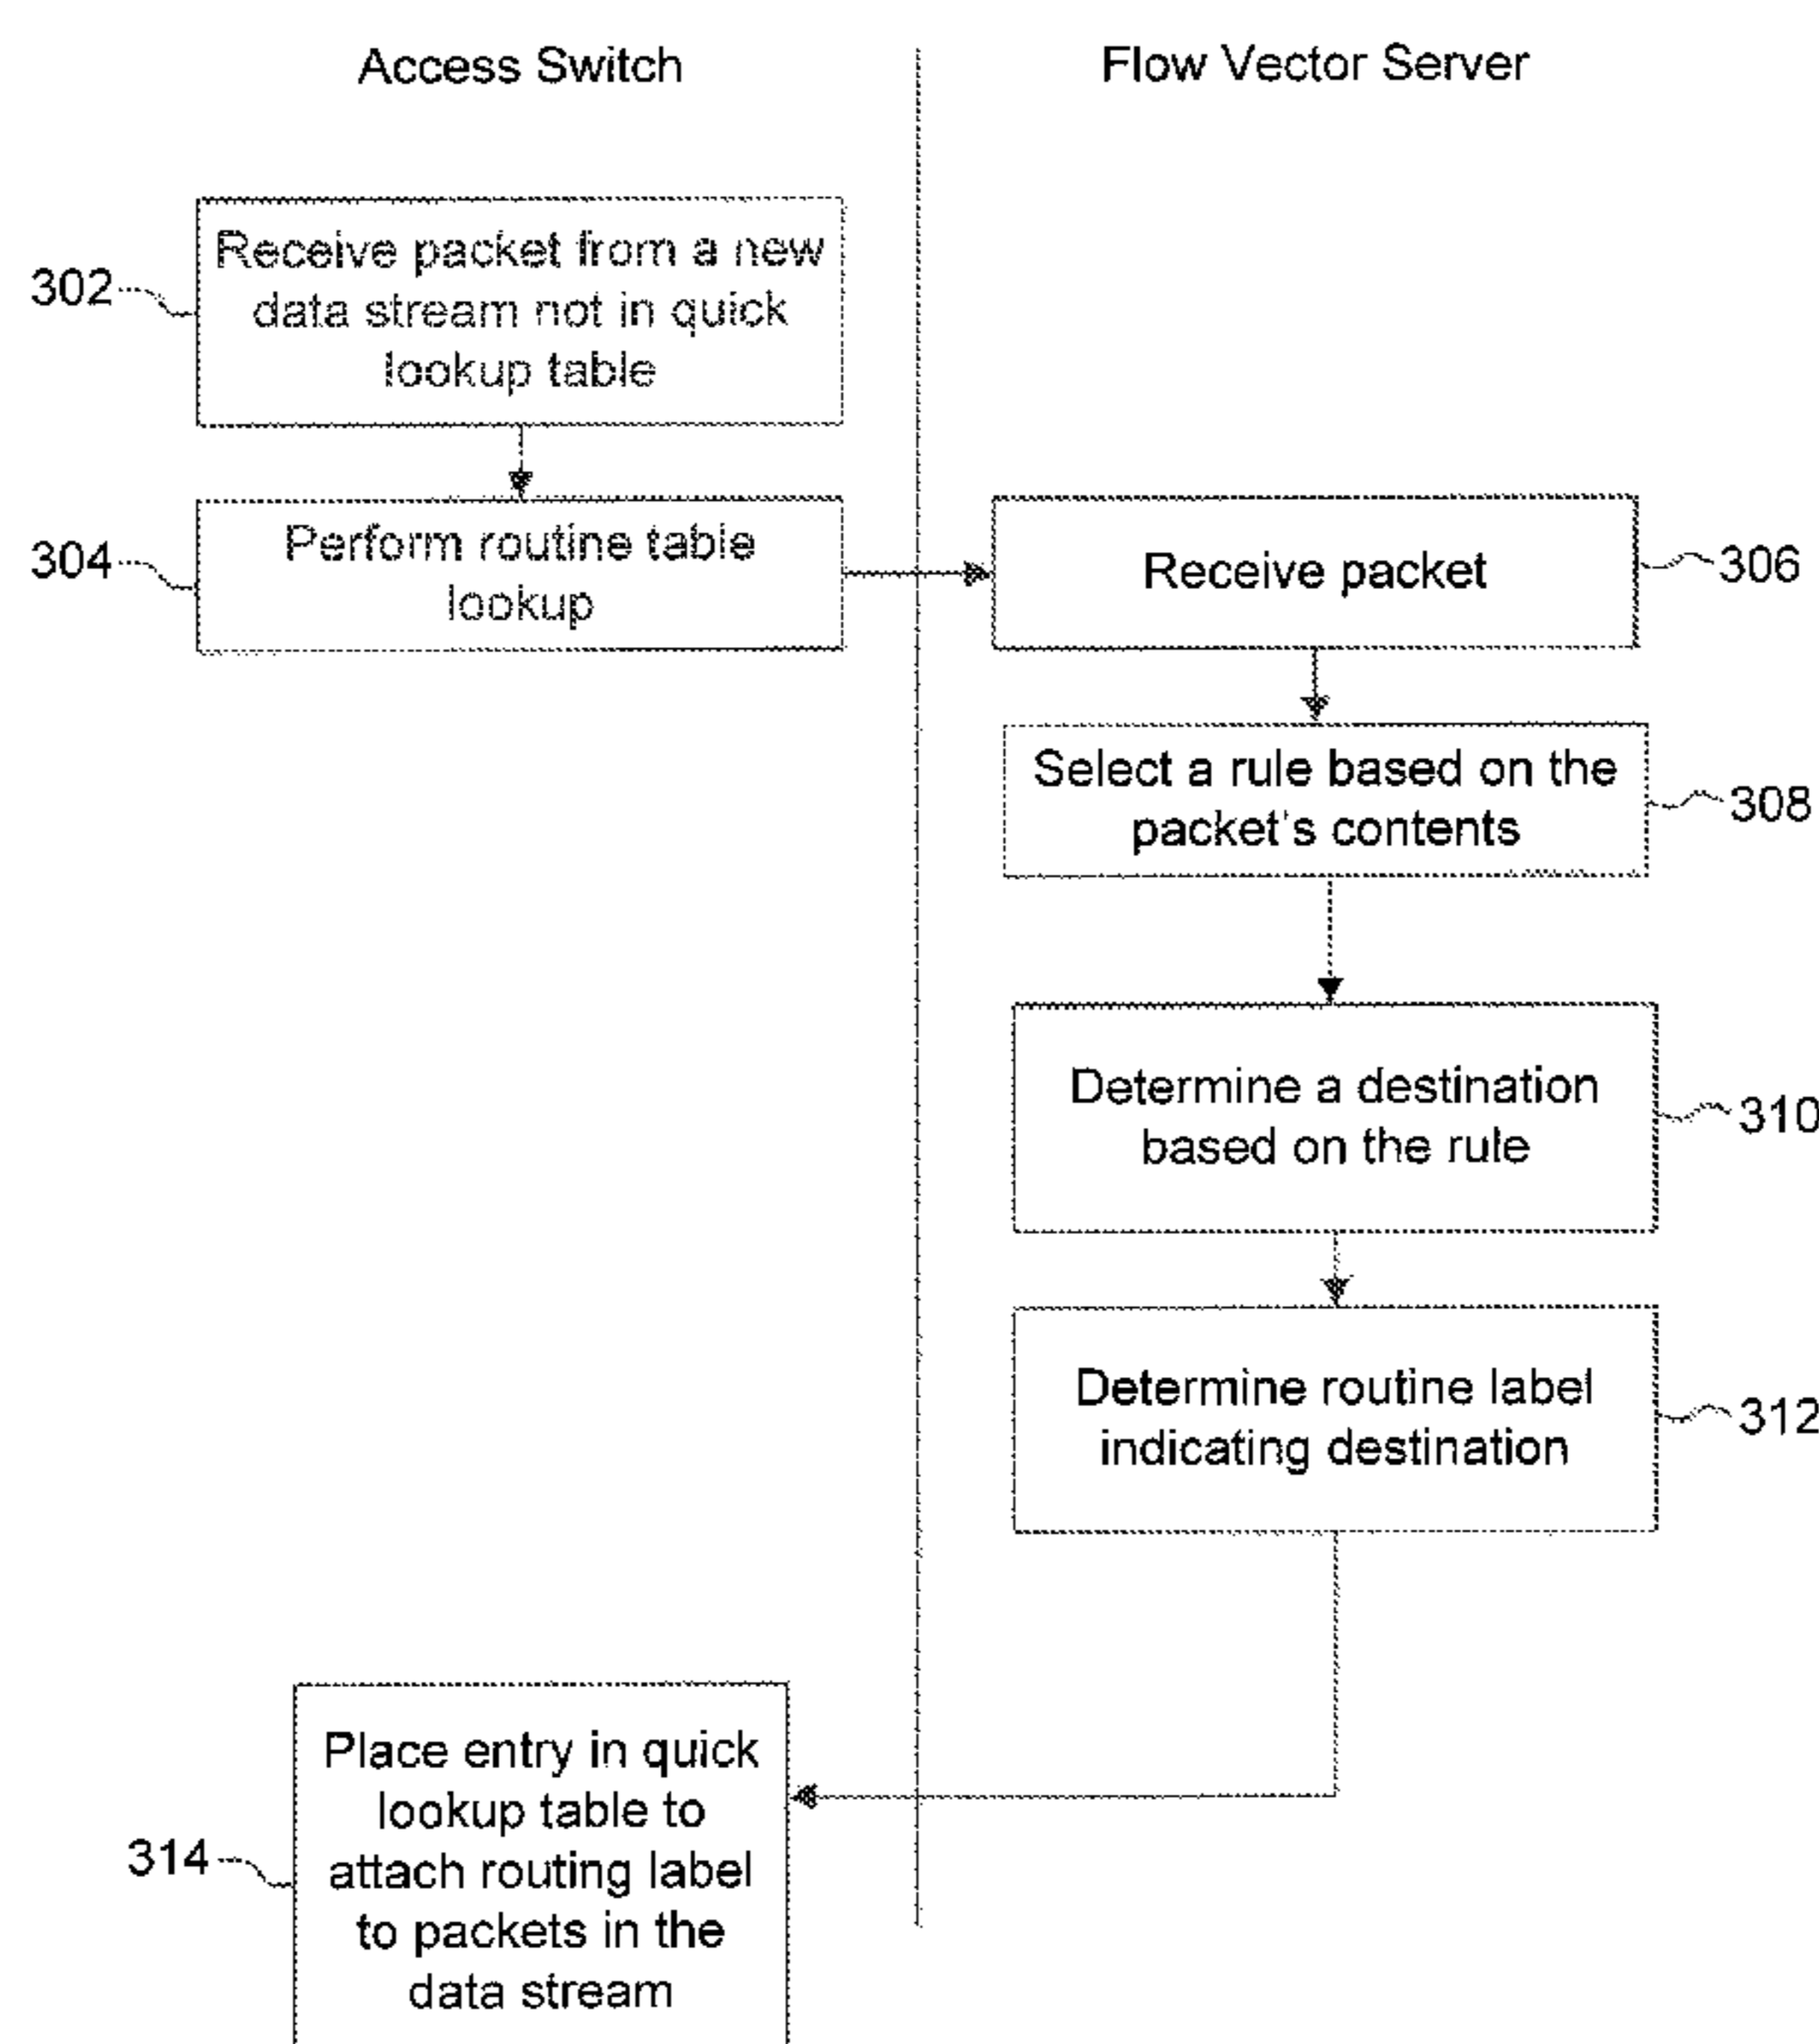 Access Switch
Flow Vector Server
Receive packet from a new
data stream not in quick
lookup table
302
Perform routine table
lookup
304
Receive packet
306
Select a rule based on the
packet's contents
308
Determine a destination
based on the rule
310
Determine routine label
indicating destination
312
Place entry in quick
lookup table to
attach routing label
to packets in the
data stream
314